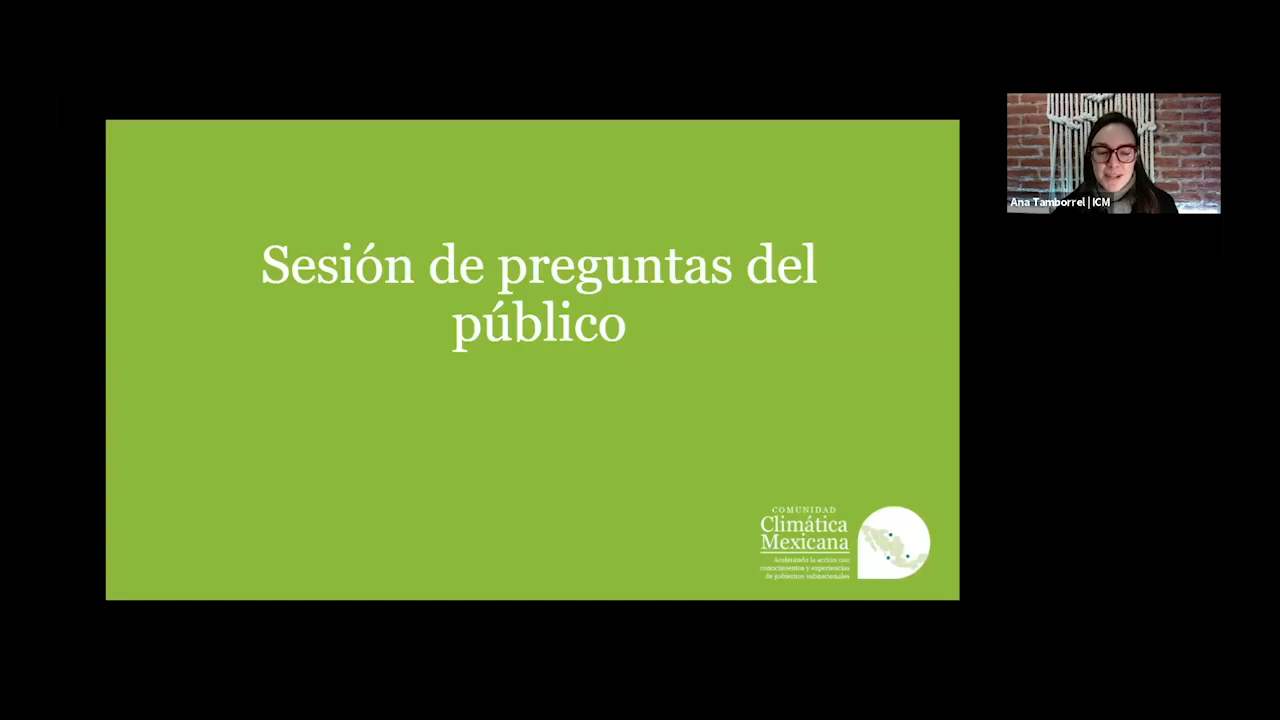 Sesión de preguntas del
público
COMUNIDAD
Climática
Mexicana
Acelerando la acción con
conocimientos y experiencias
de gobiernos subnacionales
Ana Tamborrel | ICM